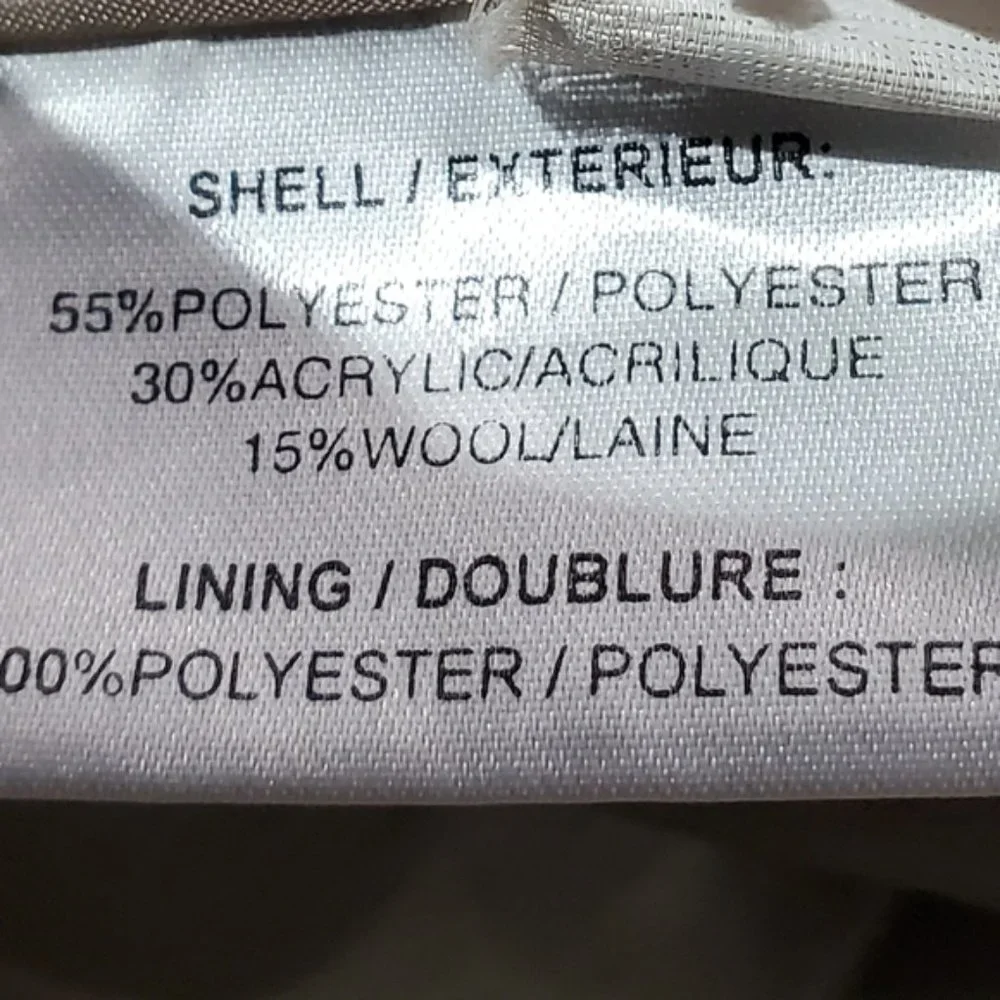 SHELL / EXTERIEUR:
55%POLYESTER / POLYESTER
30%ACRYLIC/ACRILIQUE
15%WOOL/LAINE
LINING / DOUBLURE :
00%POLYESTER / POLYESTER